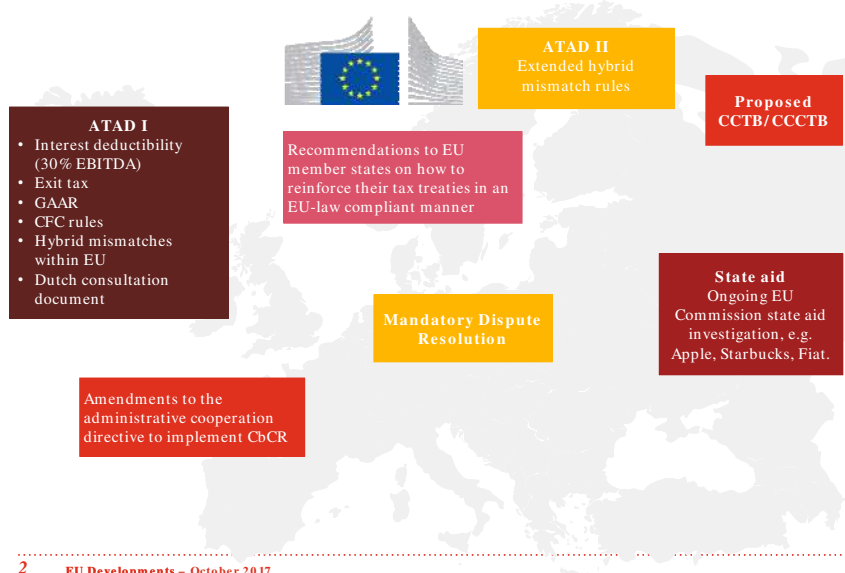 ATAD II
Extended hybrid
mismatch rules
Proposed
CCTB/CCCTB
ATAD I
• Interest deductibility
(30% EBITDA)
• Exit tax
• GAAR
• CFC rules
• Hybrid mismatches
within EU
• Dutch consultation
document
Recommendations to EU
member states on how to
reinforce their tax treaties in an
EU-law compliant manner
State aid
Ongoing EU
Commission state aid
investigation, e.g.
Apple, Starbucks, Fiat.
Mandatory Dispute
Resolution
Amendments to the
administrative cooperation
directive to implement CbCR
2 EU Developments – October 2017